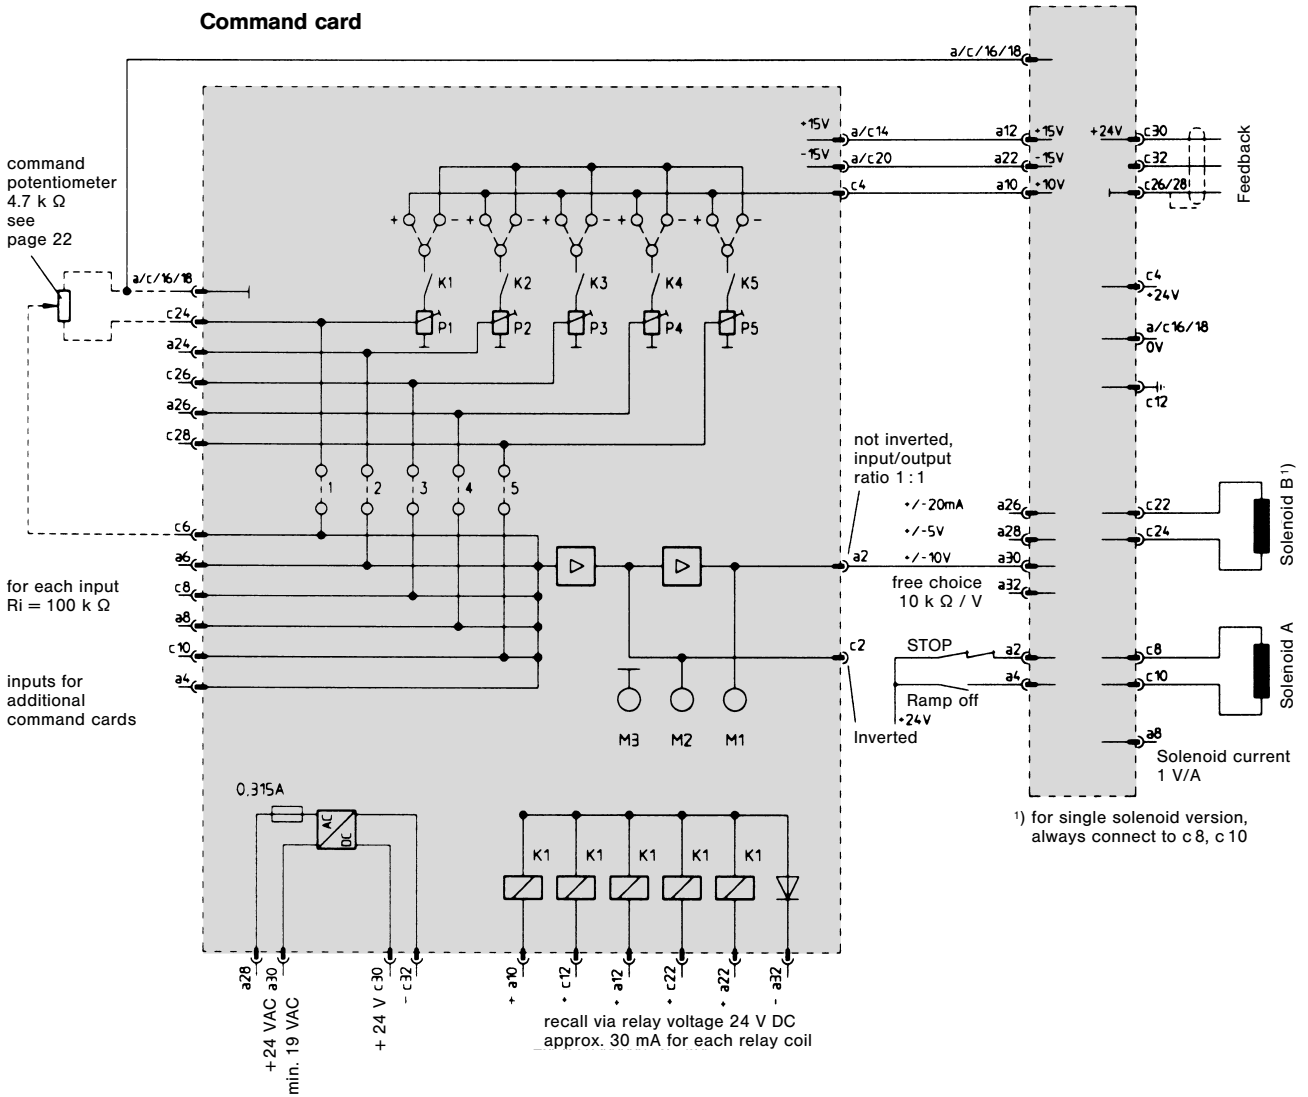 Command card
a/c/16/18
+15V
a/c14
a12
+15V
+24V
c30
-15V
a/c20
a22
-15V
c32
c4
a10
+10V
c26/28
Feedback
command
potentiometer
4.7 k Ω
see
page 22
+ - + - + - + - + -
a/c/16/18
K1 K2 K3 K4 K5
c24
P1 P2 P3 P4 P5
a24
c26
a26
c28
c4
+24V
a/c16/18
0V
c12
1 2 3 4 5
not inverted,
input/output
ratio 1 : 1
+/-20mA a26
+/-5V a28
+/-10V a30
free choice a32
10 k Ω / V
c22
c24
Solenoid B¹)
c6
a6
c8
a8
c10
a4
a2
for each input
Ri = 100 k Ω
inputs for
additional
command cards
c2
STOP a2
a4
Ramp off
+24V
Inverted
c8
c10
Solenoid A
M3 M2 M1
a8
Solenoid current
1 V/A
¹) for single solenoid version,
always connect to c 8, c 10
0,315A
AC
DC
K1 K1 K1 K1 K1
a28
+ 24 VAC a30
min. 19 VAC
+ 24 V c30
- c32
+ a10
+ c12
+ a12
+ c22
+ a22
- a32
recall via relay voltage 24 V DC
approx. 30 mA for each relay coil